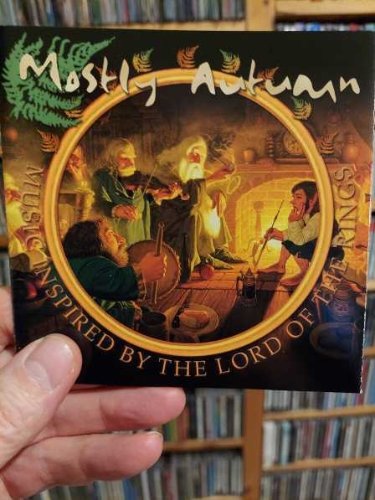 Mostly Autumn
MUSIC INSPIRED BY THE LORD OF THE RINGS